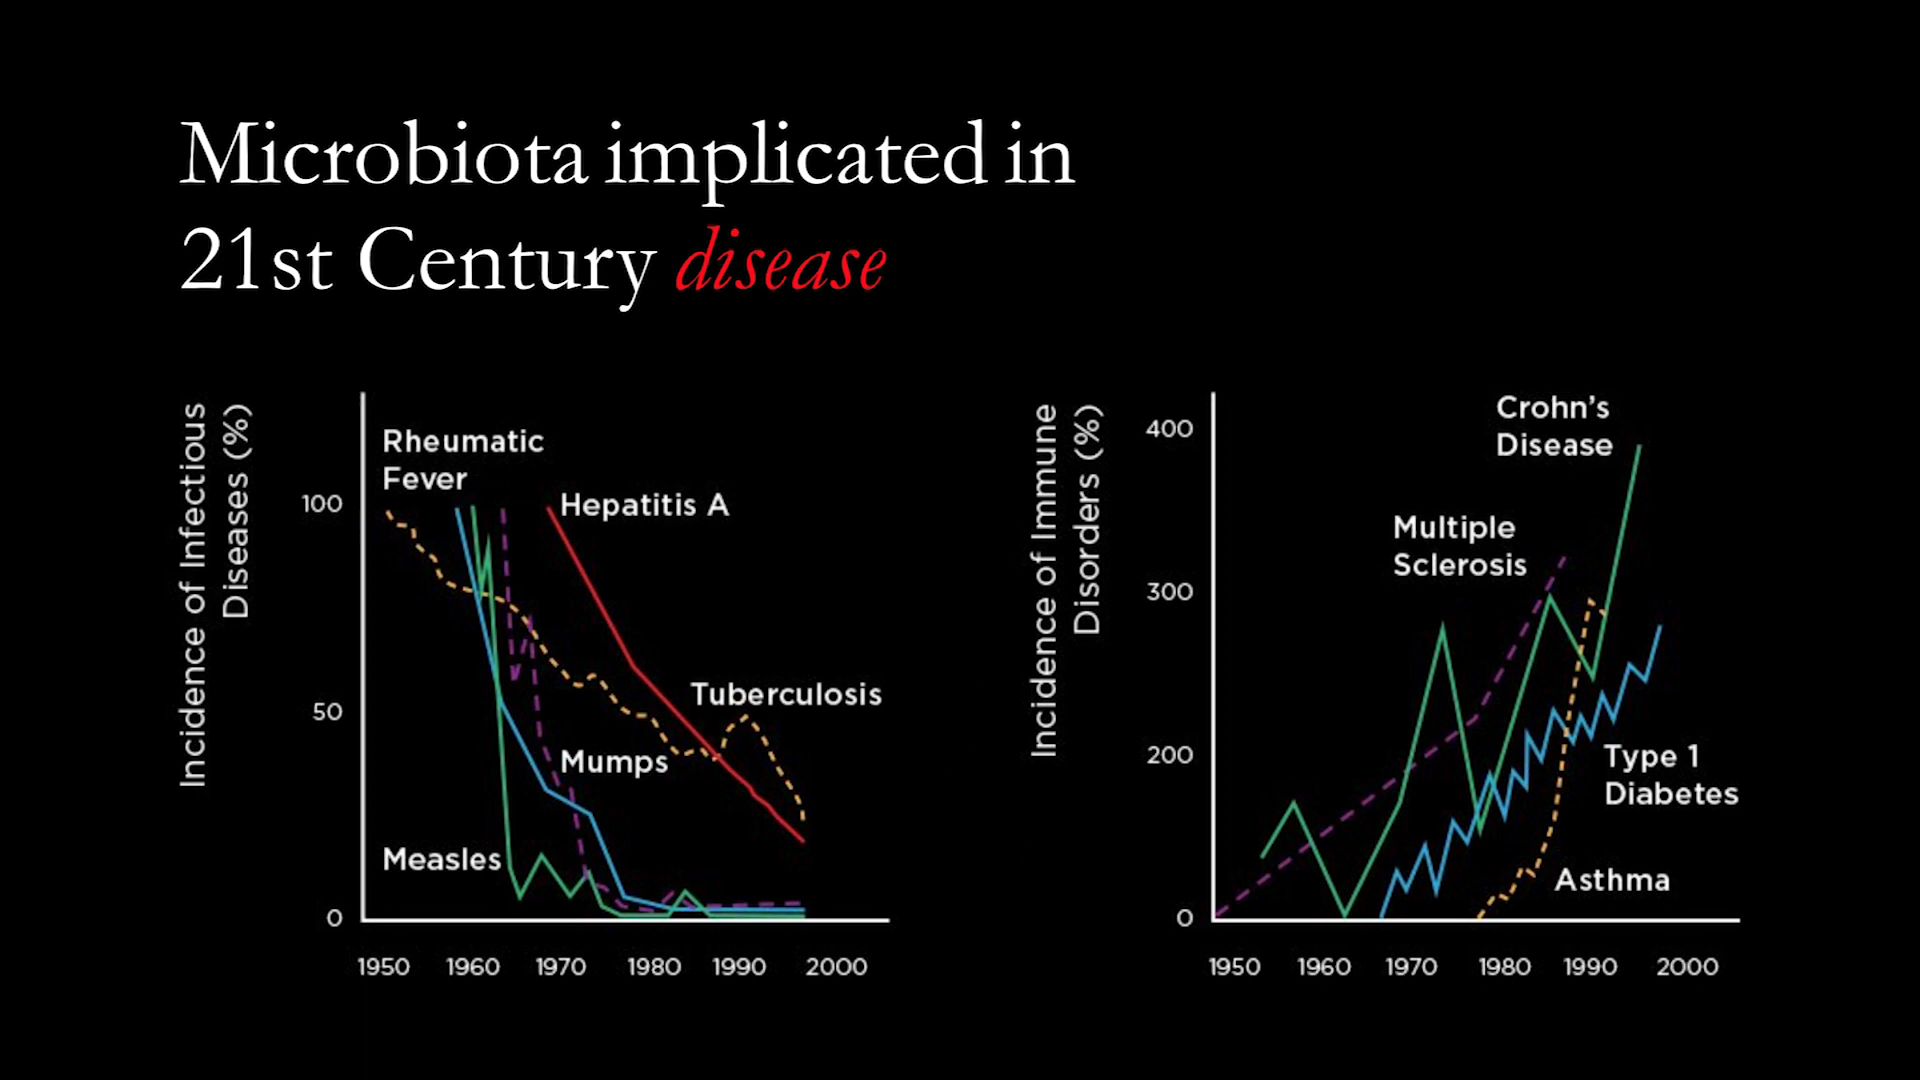 Microbiota implicated in
21st Century disease
Incidence of Infectious
Diseases (%)
100
50
0
Rheumatic
Fever
Hepatitis A
Tuberculosis
Mumps
Measles
1950 1960 1970 1980 1990 2000
Incidence of Immune
Disorders (%)
400
300
200
0
Crohn's
Disease
Multiple
Sclerosis
Type 1
Diabetes
Asthma
1950 1960 1970 1980 1990 2000